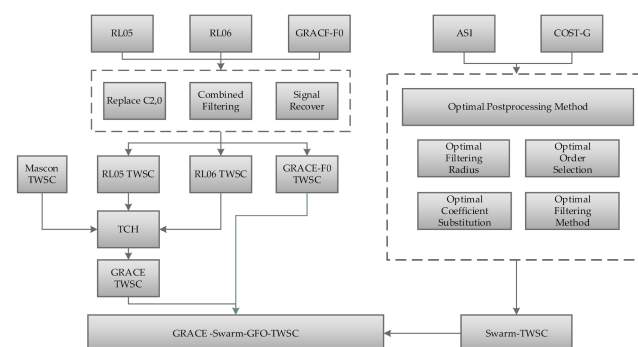 RL05
RL06
GRACF-F0
ASI
COST-G
Replace C2,0
Combined
Filtering
Signal
Recover
Optimal Postprocessing Method
Optimal
Filtering
Radius
Optimal
Order
Selection
Mascon
TWSC
RL05 TWSC
RL06 TWSC
GRACE-F0
TWSC
Optimal
Coefficient
Substitution
Optimal
Filtering
Method
TCH
GRACE
TWSC
GRACE -Swarm-GFO-TWSC
Swarm-TWSC